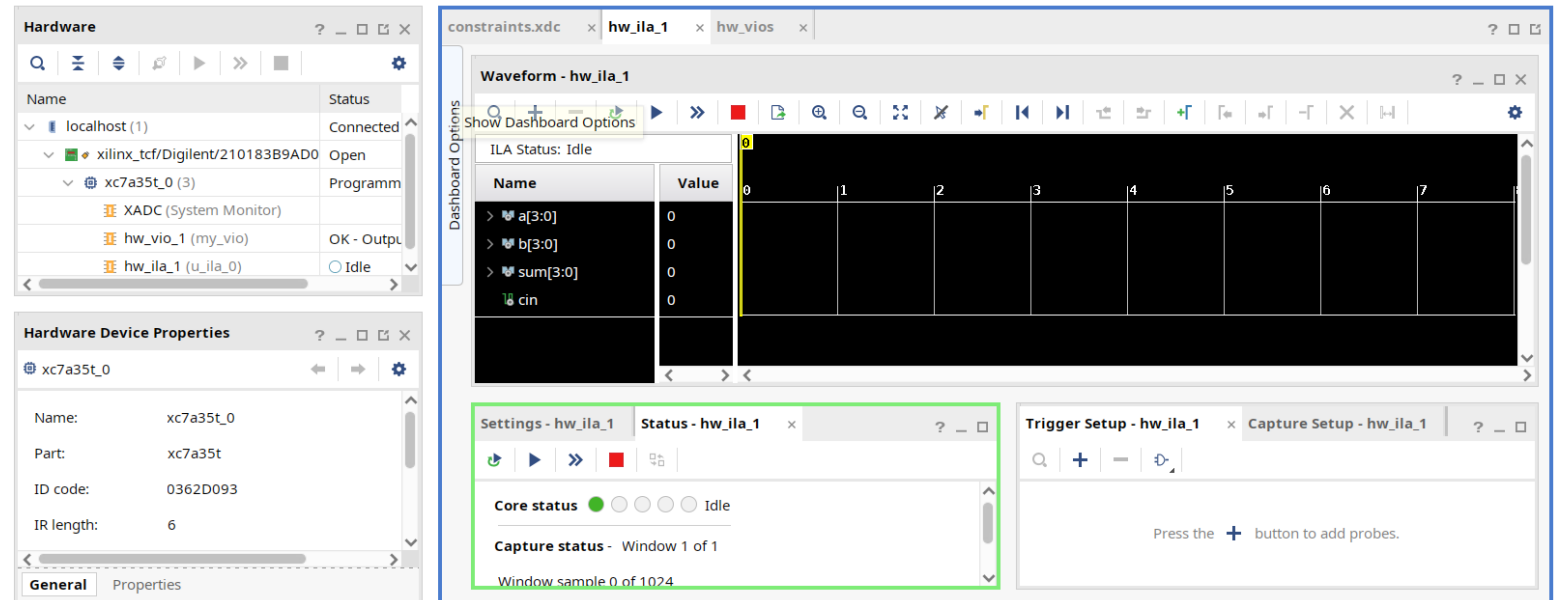 Hardware
Name Status
localhost (1) Connected
xilinx_tcf/Digilent/210183B9AD0 Open
xc7a35t_0 (3) Programm
XADC (System Monitor)
hw_vio_1 (my_vio) OK - Outpu
hw_ila_1 (u_ila_0) Idle
Hardware Device Properties
xc7a35t_0
Name: xc7a35t_0
Part: xc7a35t
ID code: 0362D093
IR length: 6
General Properties
constraints.xdc hw_ila_1 hw_vios
Dashboard Options
Waveform - hw_ila_1
Show Dashboard Options
ILA Status: Idle
Name Value
a[3:0] 0
b[3:0] 0
sum[3:0] 0
cin 0
0
0 1 2 3 4 5 6 7
Settings - hw_ila_1 Status - hw_ila_1
Core status Idle
Capture status - Window 1 of 1
Window sample 0 of 1024
Trigger Setup - hw_ila_1 Capture Setup - hw_ila_1
Press the + button to add probes.